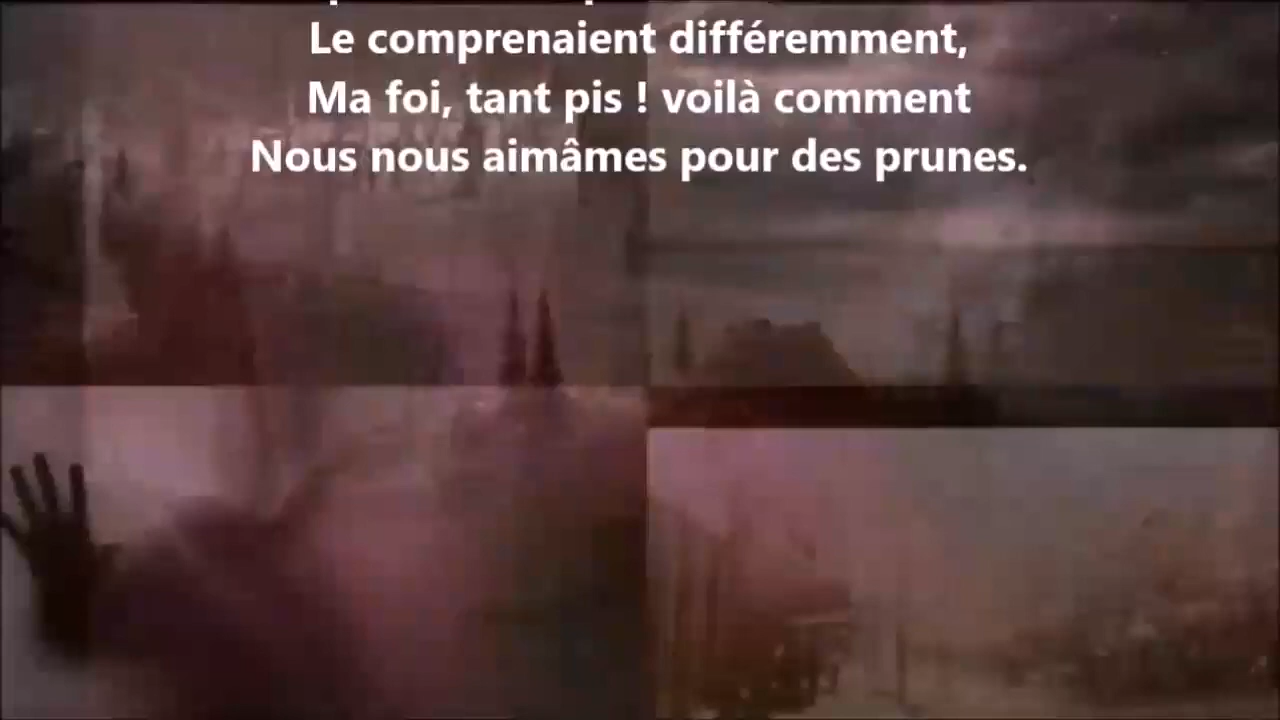 Le comprenaient différemment,
Ma foi, tant pis ! voilà comment
Nous nous aimâmes pour des prunes.